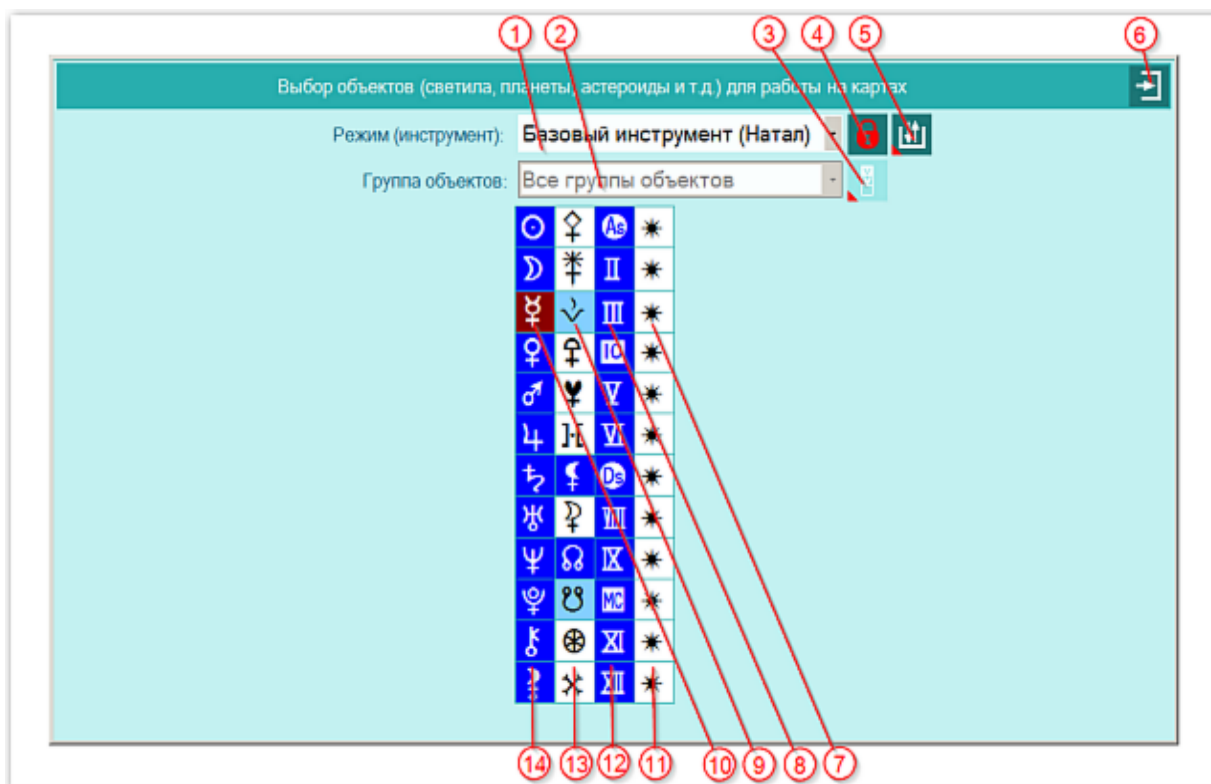 1 2 3 4 5 6
Выбор объектов (светила, планеты, астероиды и т.д.) для работы на картах
Режим (инструмент): Базовый инструмент (Натал)
Группа объектов: Все группы объектов
As
II
III
IC
V
VI
Ds
VIII
IX
MC
XI
XII
14 13 12 11 10 9 8 7